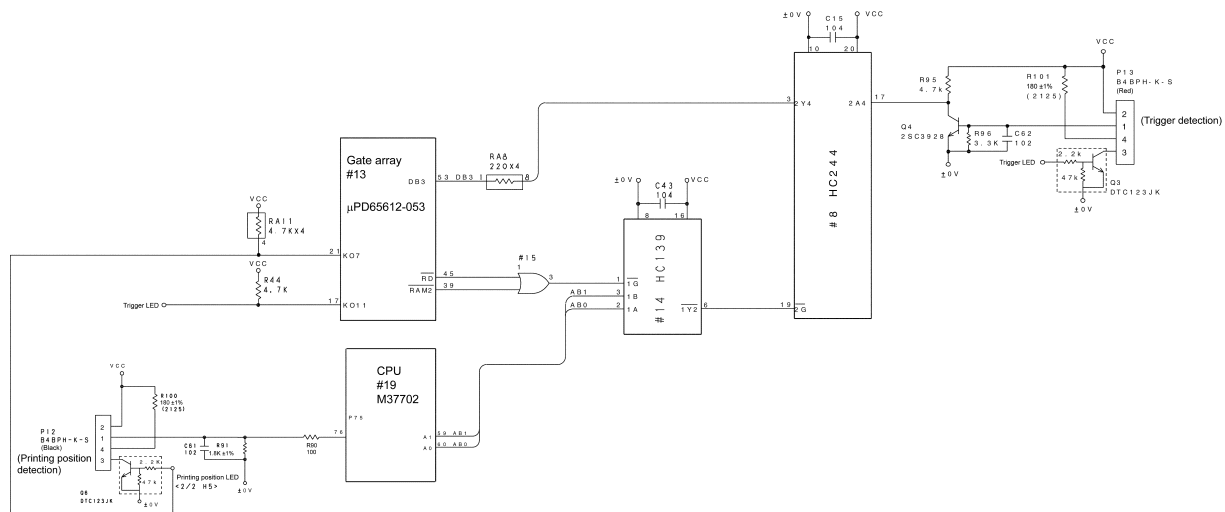 ±0V
C15
104
VCC
10
20
3
2Y4
2A4
17
#8 HC244
19
2G
R95
4.7k
R101
180±1%
(2125)
VCC
P13
B4BPH-K-S
(Red)
2
1
4
3
(Trigger detection)
Q4
2SC3928
R96
3.3K
C62
102
±0V
Trigger LED
2.2k
47k
Q3
DTC123JK
±0V
Gate array
#13
μPD65612-053
DB3
53 DB3 1
RA8
220X4
8
VCC
RA11
4.7KX4
4
21
KO7
VCC
R44
4.7K
Trigger LED
17
KO11
RD
45
RAM2
39
#15
1
3
±0V
C43
104
VCC
8
16
#14 HC139
1
1G
AB1
3
1B
AB0
2
1A
1Y2
6
CPU
#19
M37702
P75
76
A1
59 AB1
A0
60 AB0
VCC
R100
180±1%
(2125)
P12
B4BPH-K-S
(Black)
(Printing position
detection)
2
1
4
3
C61
102
R91
1.8K±1%
R90
100
±0V
2.2K
47k
Q6
DTC123JK
±0V
Printing position LED
<2/2 H5>